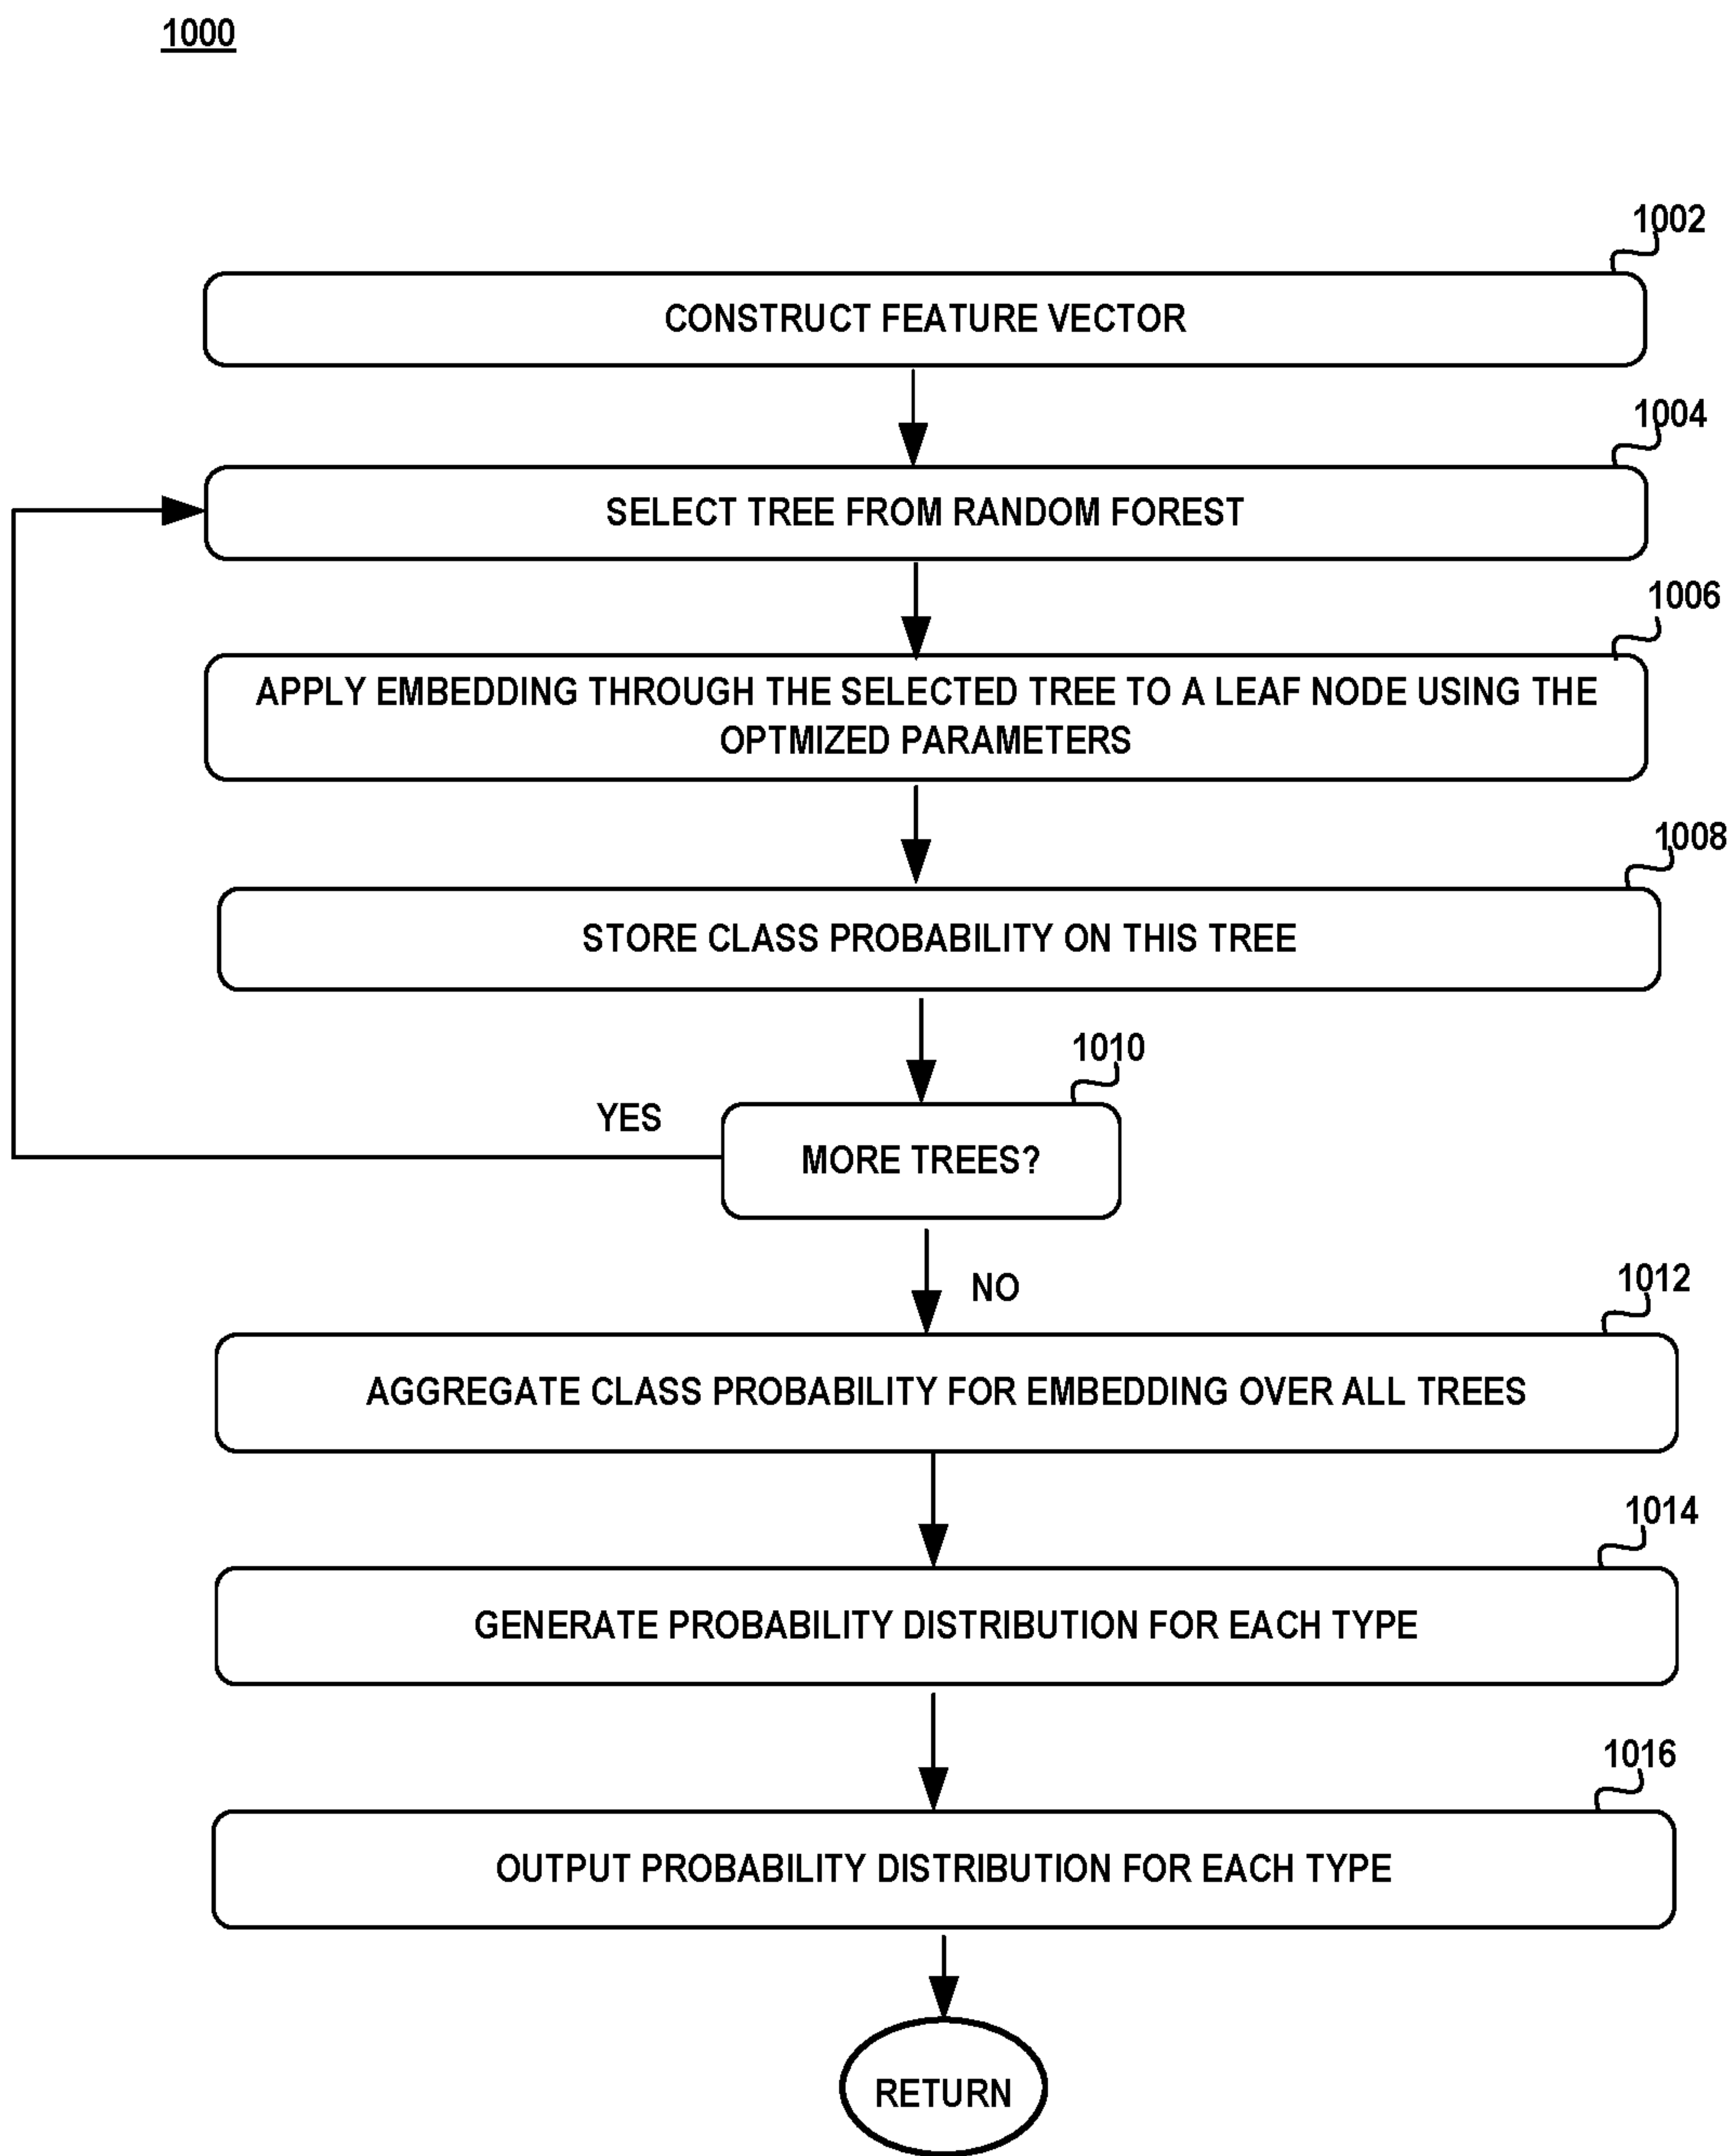 1000
1002
CONSTRUCT FEATURE VECTOR
1004
SELECT TREE FROM RANDOM FOREST
1006
APPLY EMBEDDING THROUGH THE SELECTED TREE TO A LEAF NODE USING THE
OPTMIZED PARAMETERS
1008
STORE CLASS PROBABILITY ON THIS TREE
1010
YES
MORE TREES?
NO
1012
AGGREGATE CLASS PROBABILITY FOR EMBEDDING OVER ALL TREES
1014
GENERATE PROBABILITY DISTRIBUTION FOR EACH TYPE
1016
OUTPUT PROBABILITY DISTRIBUTION FOR EACH TYPE
RETURN